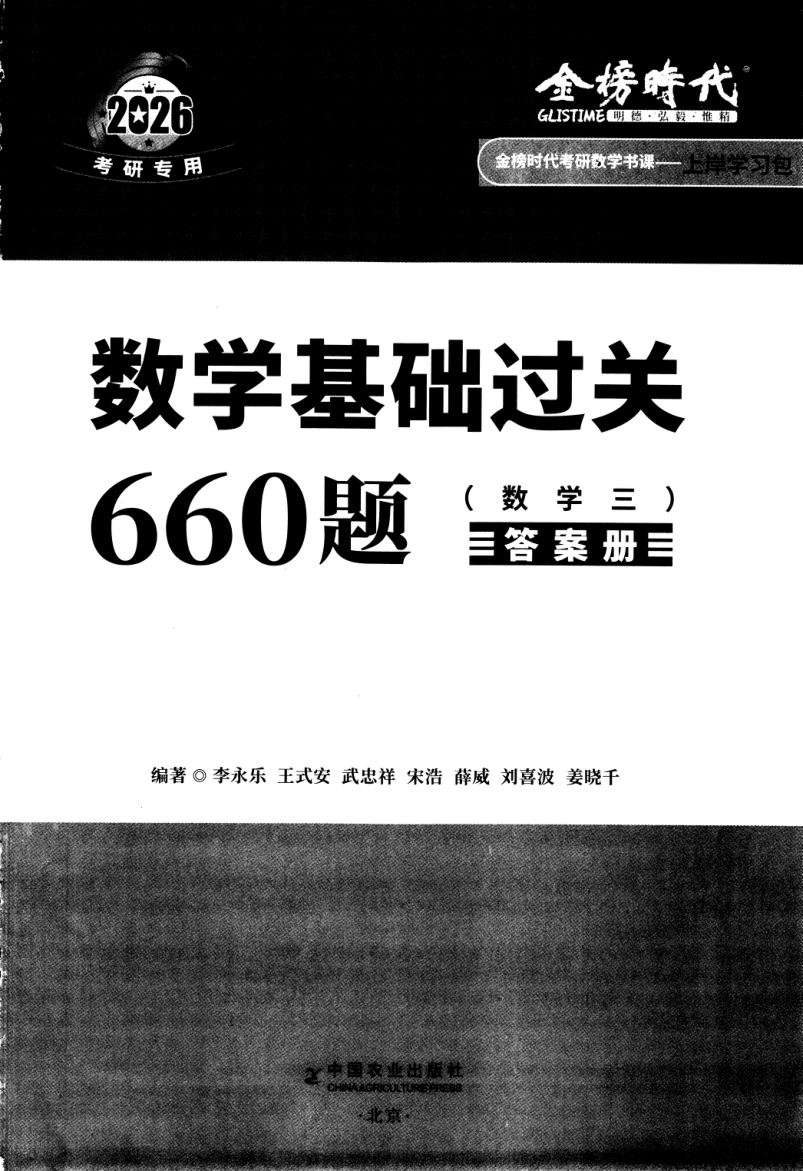 2026
考研专用
金榜時代
GLISTIME 明德·弘毅·惟精
金榜时代考研数学书课——上岸学习包
数学基础过关
660题
(数学三)
答案册
编著◎李永乐 王式安 武忠祥 宋浩 薛威 刘喜波 姜晓千
中国农业出版社
CHINA AGRICULTURE PRESS
·北京·